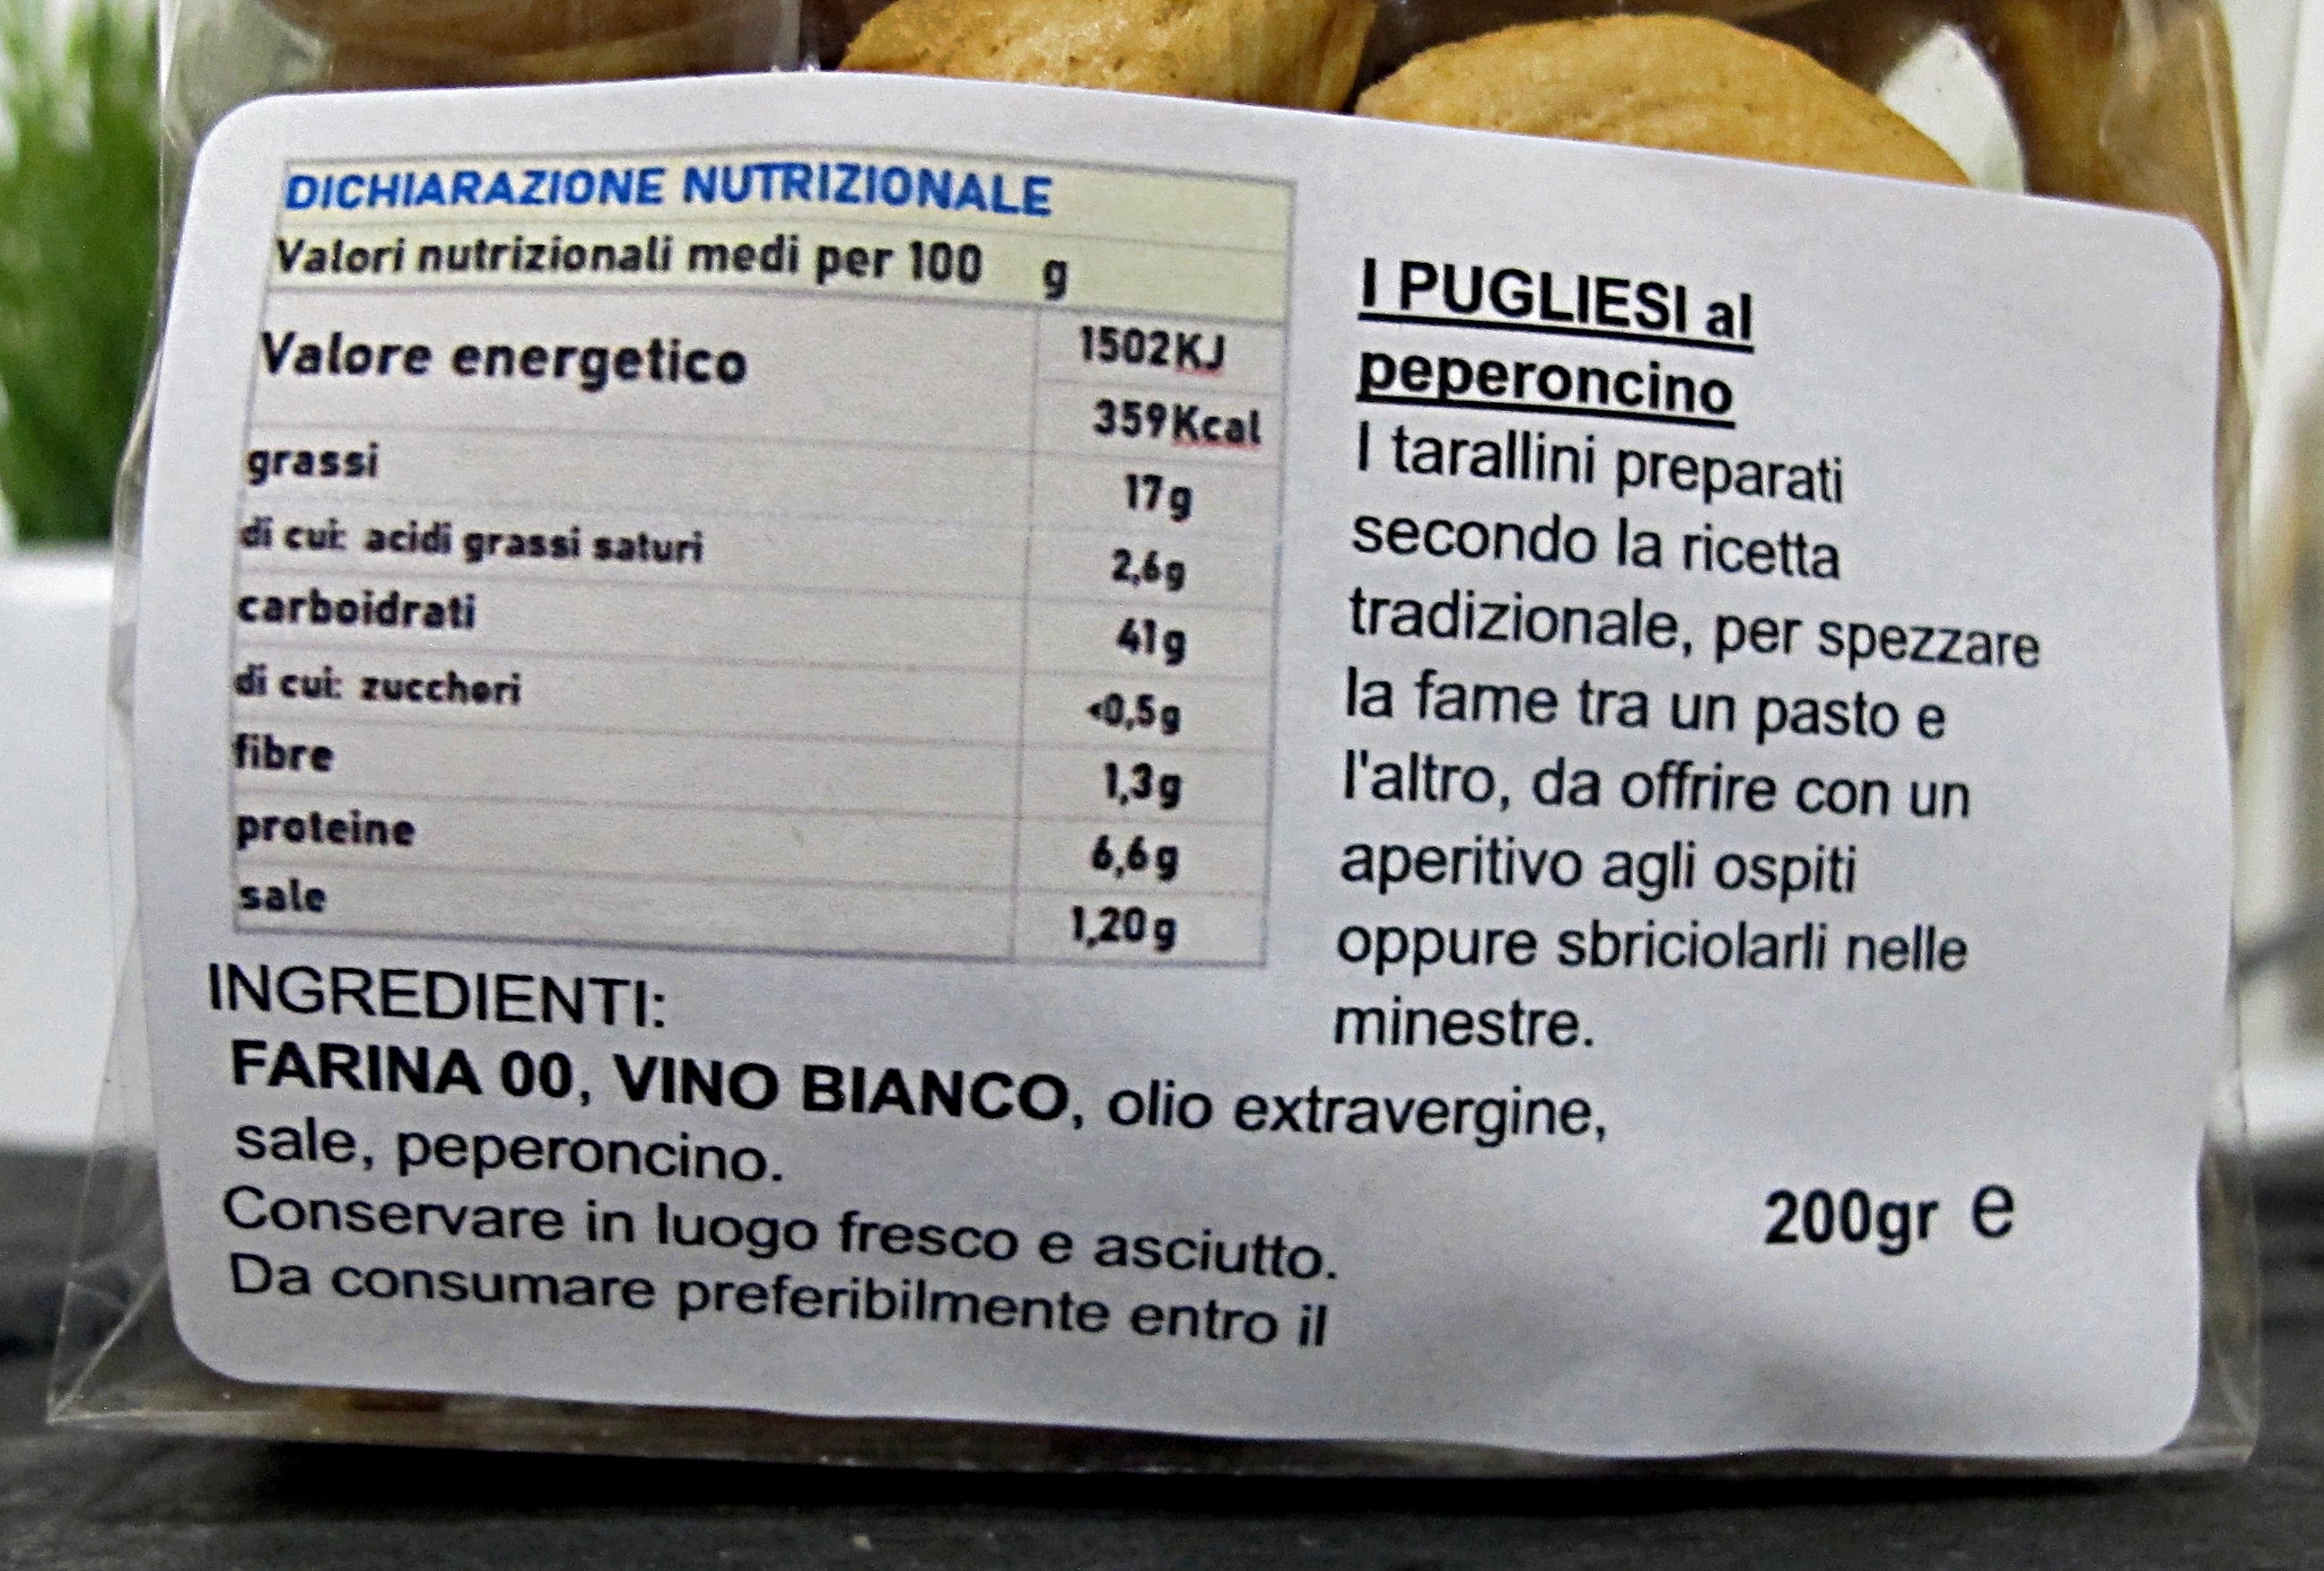 DICHIARAZIONE NUTRIZIONALE
Valori nutrizionali medi per 100 g
Valore energetico 1502KJ
359Kcal
grassi 17g
di cui: acidi grassi saturi 2,6g
carboidrati 41g
di cui: zuccheri <0,5g
fibre 1,3g
proteine 6,6g
sale 1,20g
I PUGLIESI al
peperoncino
I tarallini preparati
secondo la ricetta
tradizionale, per spezzare
la fame tra un pasto e
l'altro, da offrire con un
aperitivo agli ospiti
oppure sbriciolarli nelle
minestre.
INGREDIENTI:
FARINA 00, VINO BIANCO, olio extravergine,
sale, peperoncino.
Conservare in luogo fresco e asciutto.
Da consumare preferibilmente entro il
200gr e